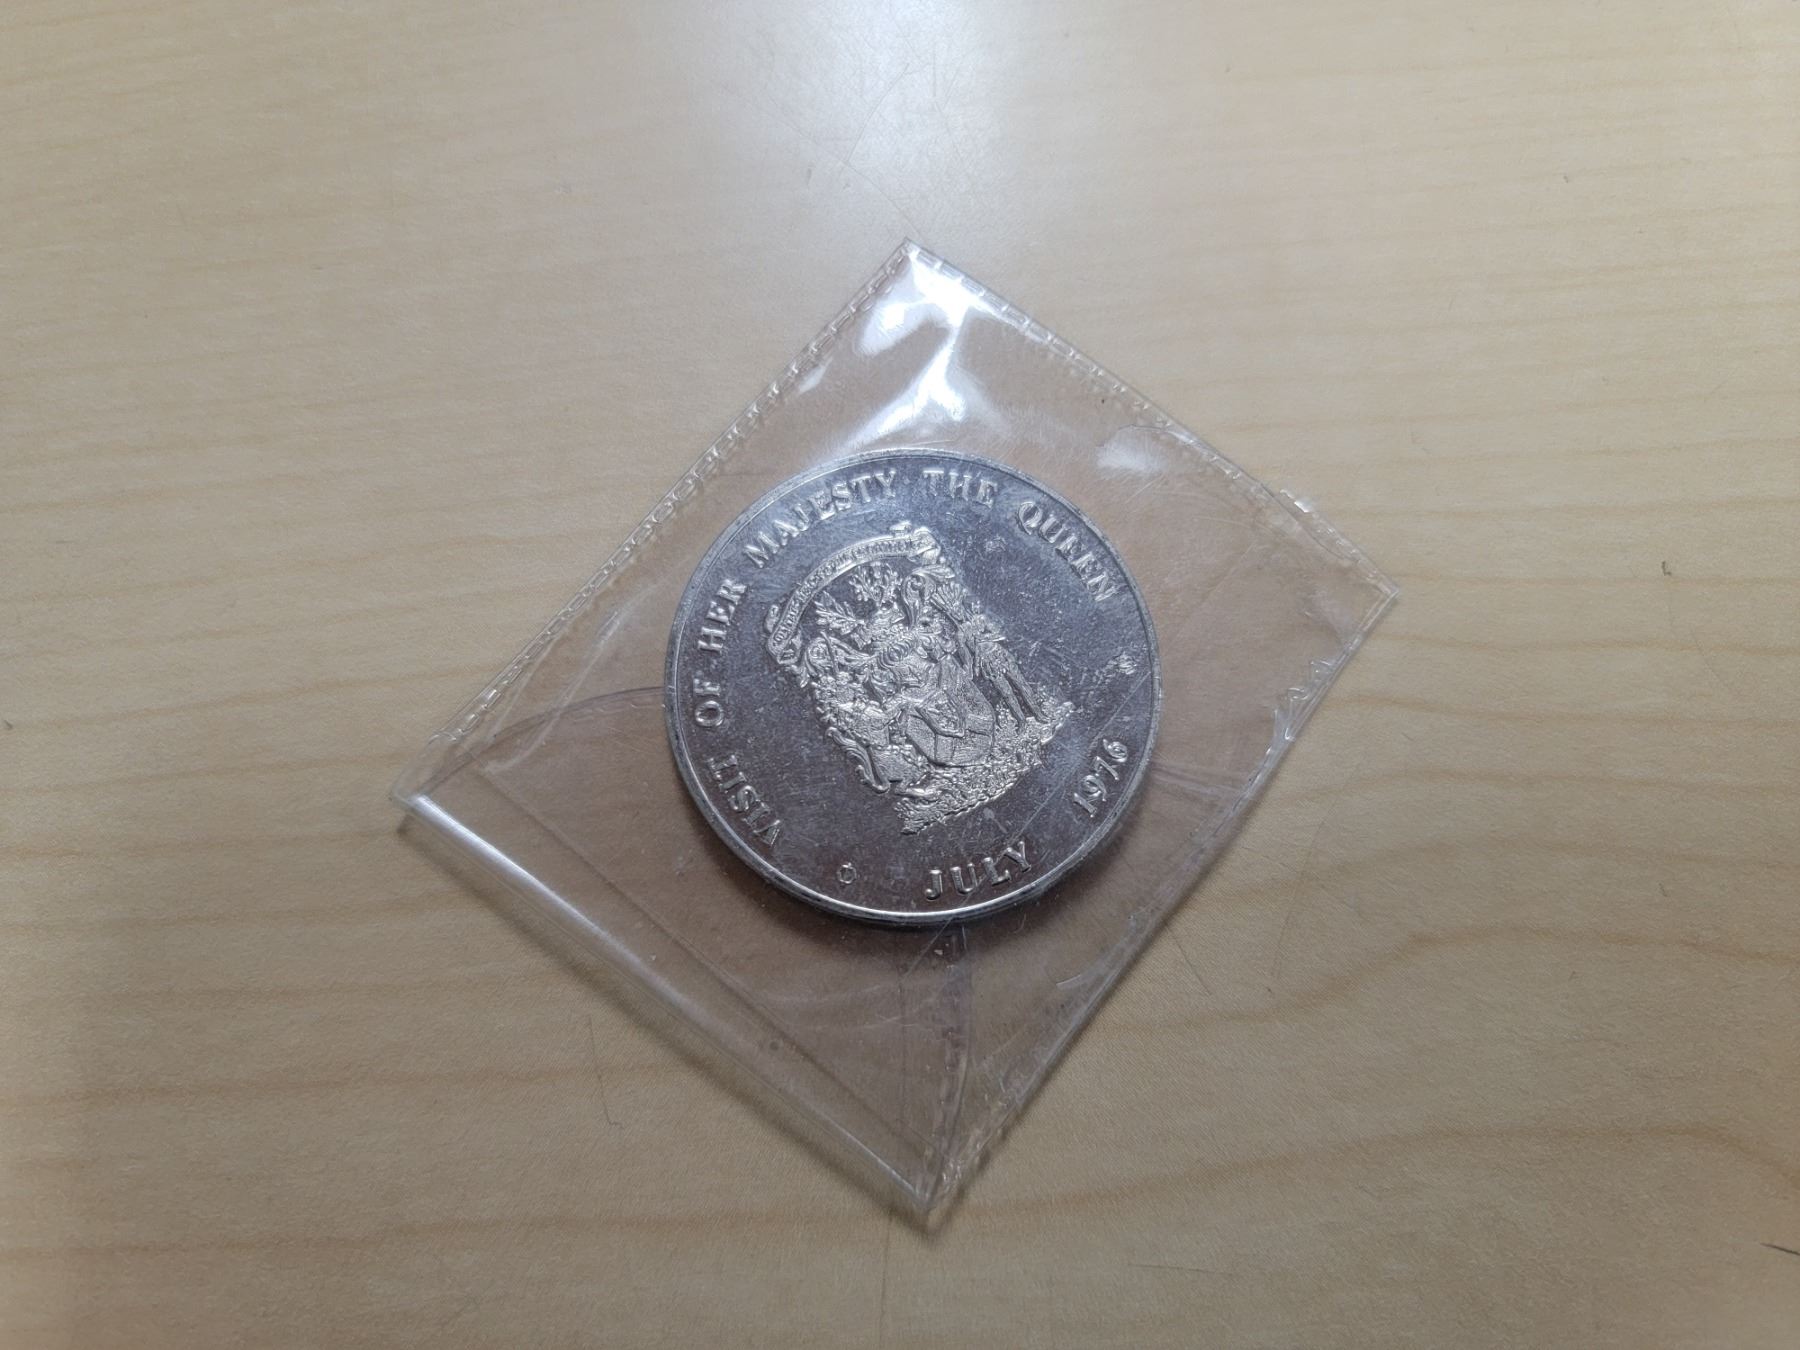 VISIT OF HER MAJESTY THE QUEEN
JULY 1976